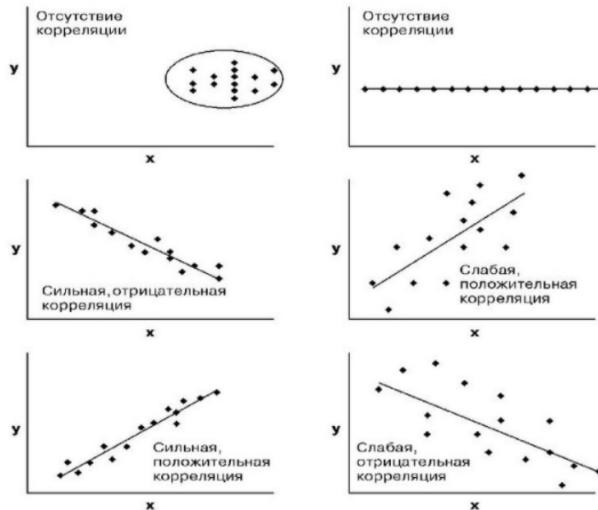 Отсутствие
корреляции
y
x
Отсутствие
корреляции
y
x
y
Сильная, отрицательная
корреляция
x
y
Слабая,
положительная
корреляция
x
y
Сильная,
положительная
корреляция
x
y
Слабая,
отрицательная
корреляция
x